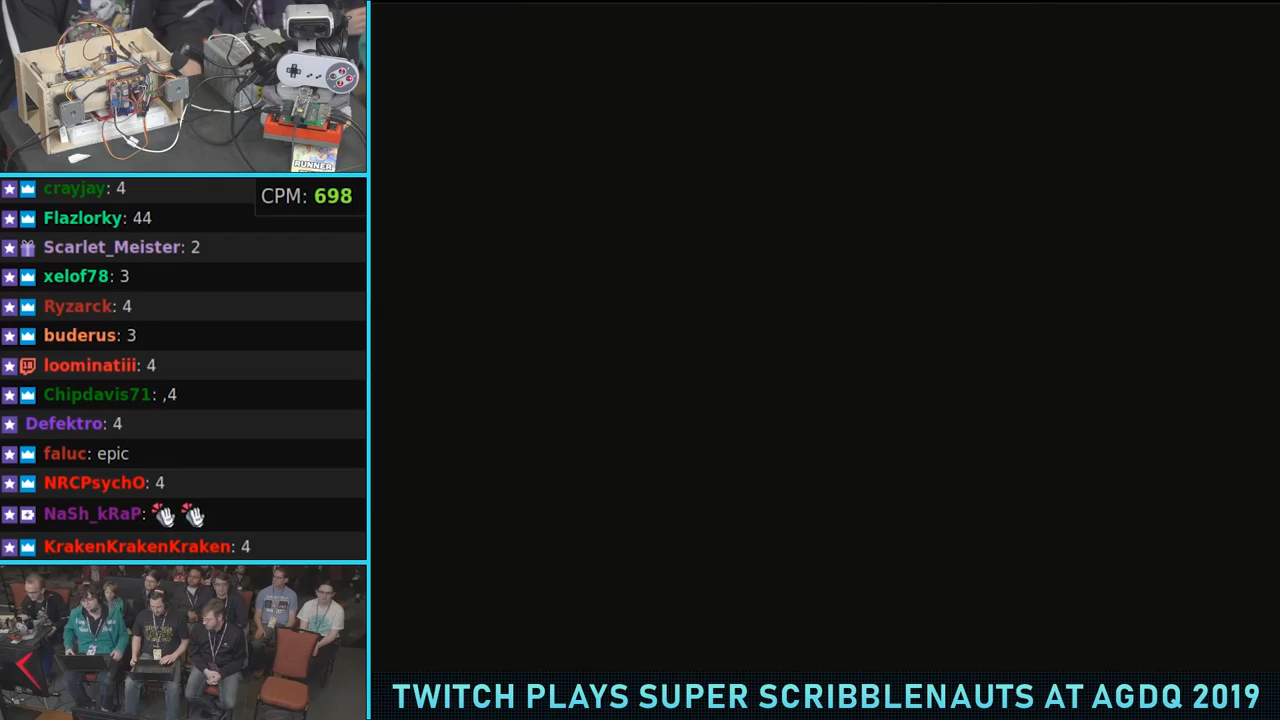 RUNNER
CPM: 698
crayjay: 4
Flazlorky: 44
Scarlet_Meister: 2
xelof78: 3
Ryzarck: 4
buderus: 3
loominatiii: 4
Chipdavis71: ,4
Defektro: 4
faluc: epic
NRCPsychO: 4
NaSh_kRaP:
KrakenKrakenKraken: 4
TWITCH PLAYS SUPER SCRIBBLENAUTS AT AGDQ 2019